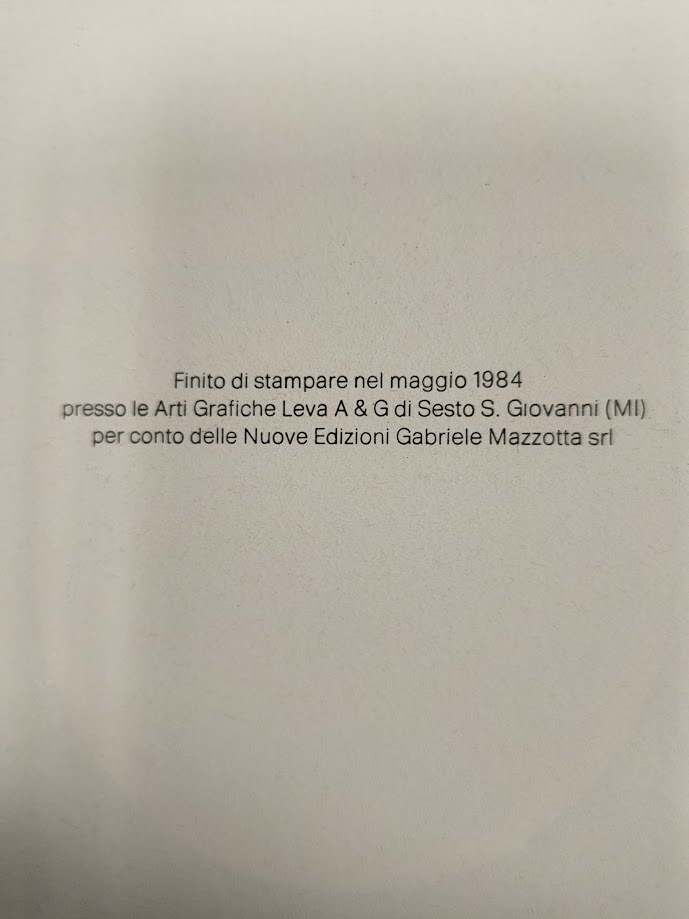 Finito di stampare nel maggio 1984
presso le Arti Grafiche Leva A & G di Sesto S. Giovanni (MI)
per conto delle Nuove Edizioni Gabriele Mazzotta srl